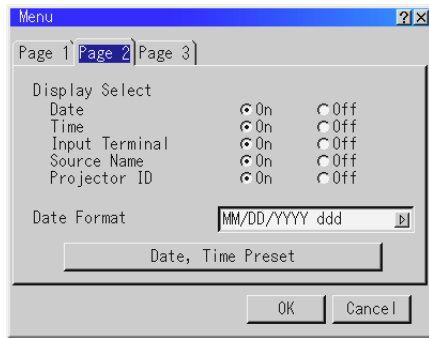 Menu
Page 1 Page 2 Page 3
Display Select
Date On Off
Time On Off
Input Terminal On Off
Source Name On Off
Projector ID On Off
Date Format MM/DD/YYYY ddd
Date, Time Preset
OK Cancel